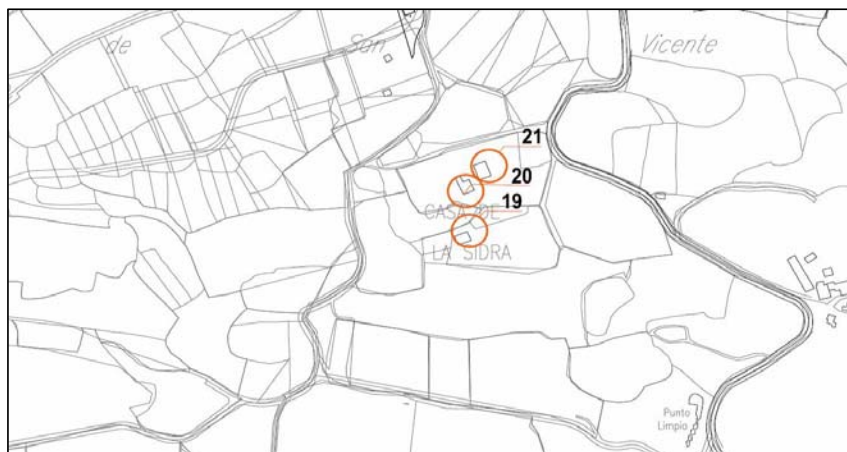 de San Vicente
21
20
CASA DE
19
LA SIDRA
Punto
Limpio